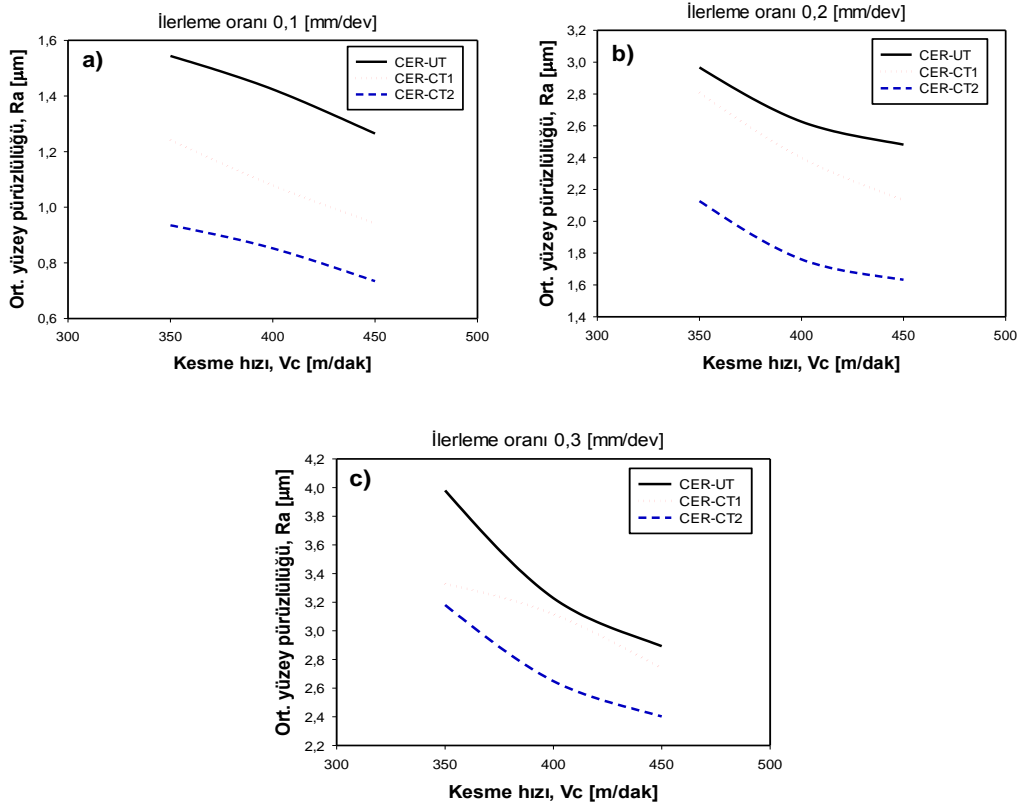 İlerleme oranı 0,1 [mm/dev]
a)
CER-UT
CER-CT1
CER-CT2
Ort. yüzey pürüzlülüğü, Ra [µm]
1,6
1,4
1,2
1,0
0,8
0,6
300 350 400 450 500
Kesme hızı, Vc [m/dak]
İlerleme oranı 0,2 [mm/dev]
b)
CER-UT
CER-CT1
CER-CT2
Ort. yüzey pürüzlülüğü, Ra [µm]
3,2
3,0
2,8
2,6
2,4
2,2
2,0
1,8
1,6
1,4
300 350 400 450 500
Kesme hızı, Vc [m/dak]
İlerleme oranı 0,3 [mm/dev]
c)
CER-UT
CER-CT1
CER-CT2
Ort. yüzey pürüzlülüğü, Ra [µm]
4,2
4,0
3,8
3,6
3,4
3,2
3,0
2,8
2,6
2,4
2,2
300 350 400 450 500
Kesme hızı, Vc [m/dak]